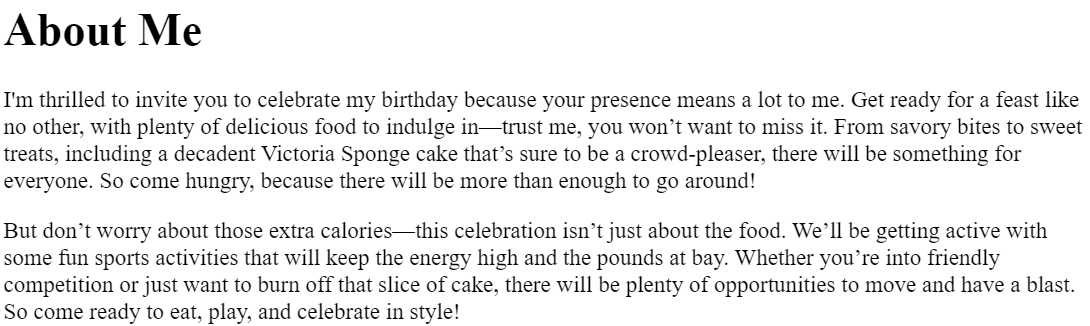 About Me
I'm thrilled to invite you to celebrate my birthday because your presence means a lot to me. Get ready for a feast like
no other, with plenty of delicious food to indulge in—trust me, you won’t want to miss it. From savory bites to sweet
treats, including a decadent Victoria Sponge cake that’s sure to be a crowd-pleaser, there will be something for
everyone. So come hungry, because there will be more than enough to go around!
But don’t worry about those extra calories—this celebration isn’t just about the food. We’ll be getting active with
some fun sports activities that will keep the energy high and the pounds at bay. Whether you’re into friendly
competition or just want to burn off that slice of cake, there will be plenty of opportunities to move and have a blast.
So come ready to eat, play, and celebrate in style!